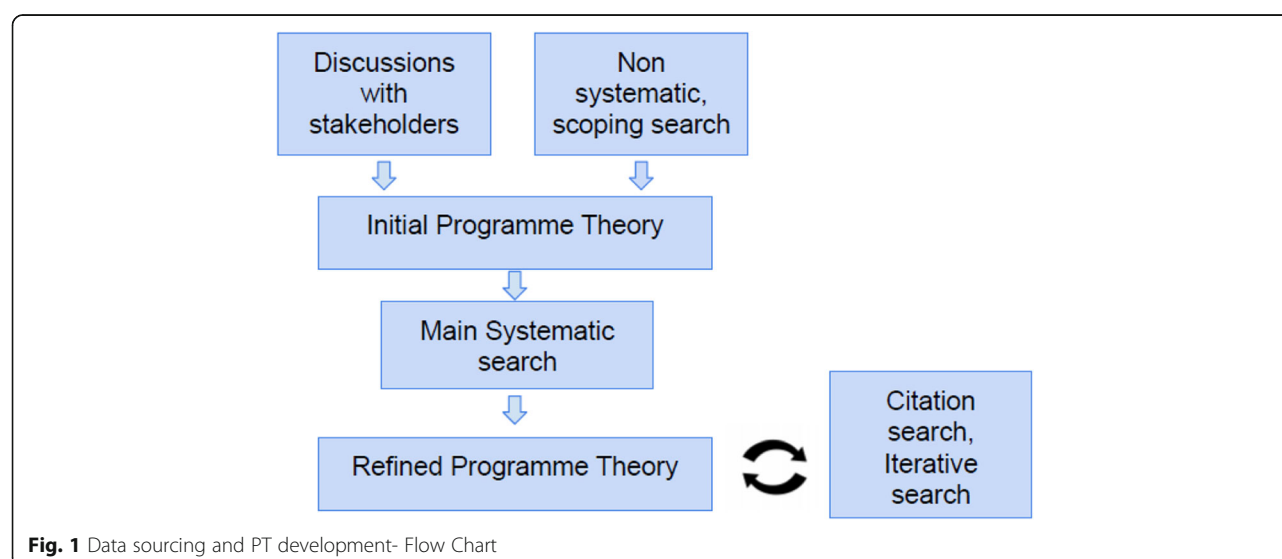 Discussions
with
stakeholders
Non
systematic,
scoping search
Initial Programme Theory
Main Systematic
search
Refined Programme Theory
Citation
search,
Iterative
search
Fig. 1 Data sourcing and PT development- Flow Chart